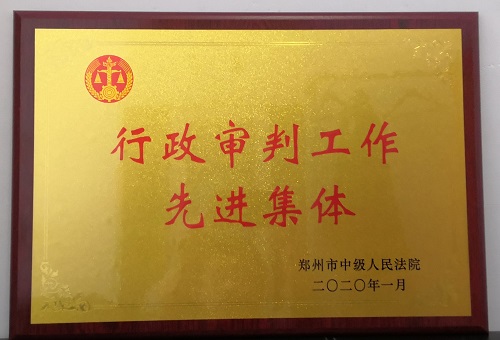 行政审判工作
先进集体
郑州市中级人民法院
二〇二〇年一月